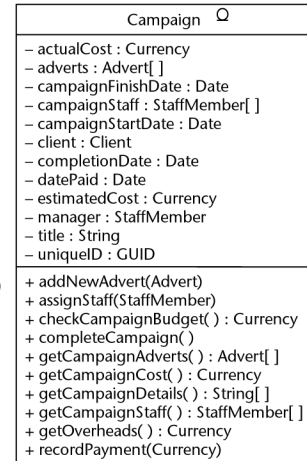 Campaign
– actualCost : Currency
– adverts : Advert[ ]
– campaignFinishDate : Date
– campaignStaff : StaffMember[ ]
– campaignStartDate : Date
– client : Client
– completionDate : Date
– datePaid : Date
– estimatedCost : Currency
– manager : StaffMember
– title : String
– uniqueID : GUID
+ addNewAdvert(Advert)
+ assignStaff(StaffMember)
+ checkCampaignBudget( ) : Currency
+ completeCampaign( )
+ getCampaignAdverts( ) : Advert[ ]
+ getCampaignCost( ) : Currency
+ getCampaignDetails( ) : String[ ]
+ getCampaignStaff( ) : StaffMember[ ]
+ getOverheads( ) : Currency
+ recordPayment(Currency)